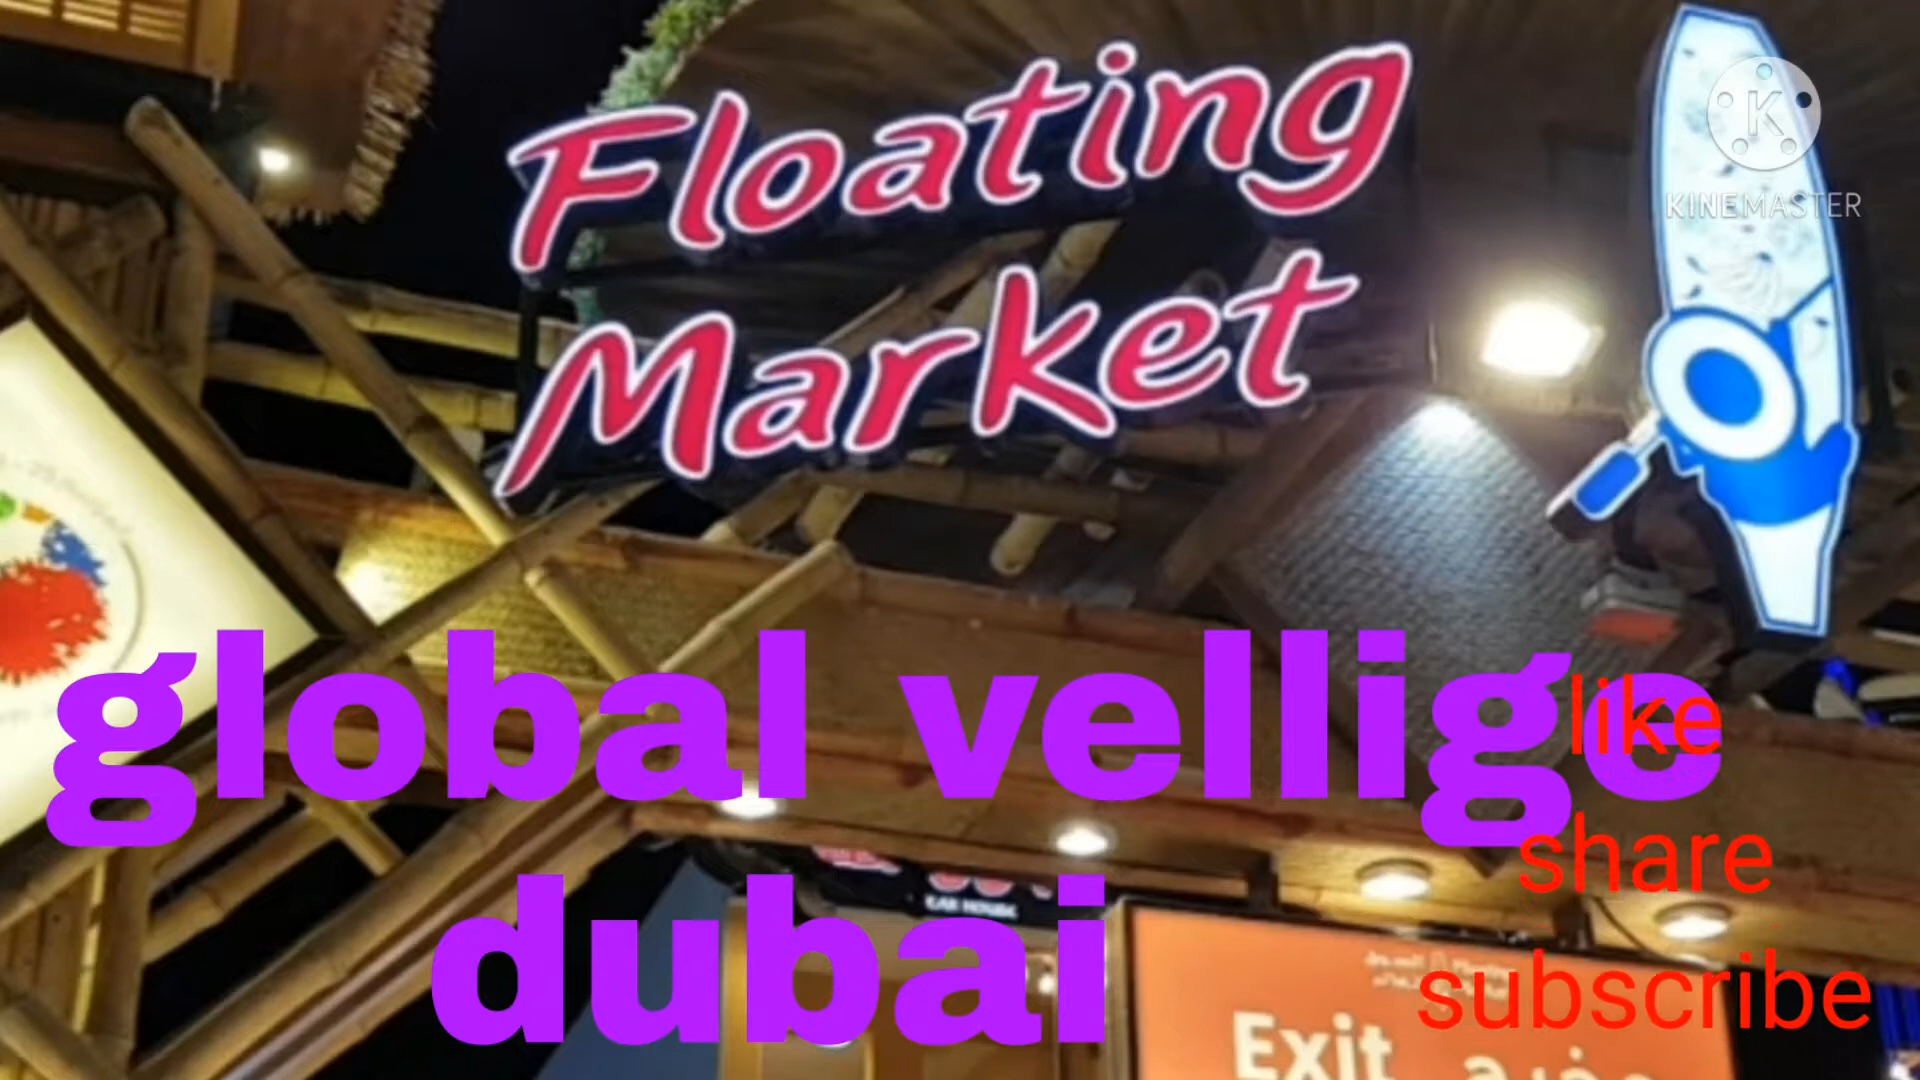 Floating
Market
K
KINEMASTER
global vellige
dubai
like
share
subscribe
Exit